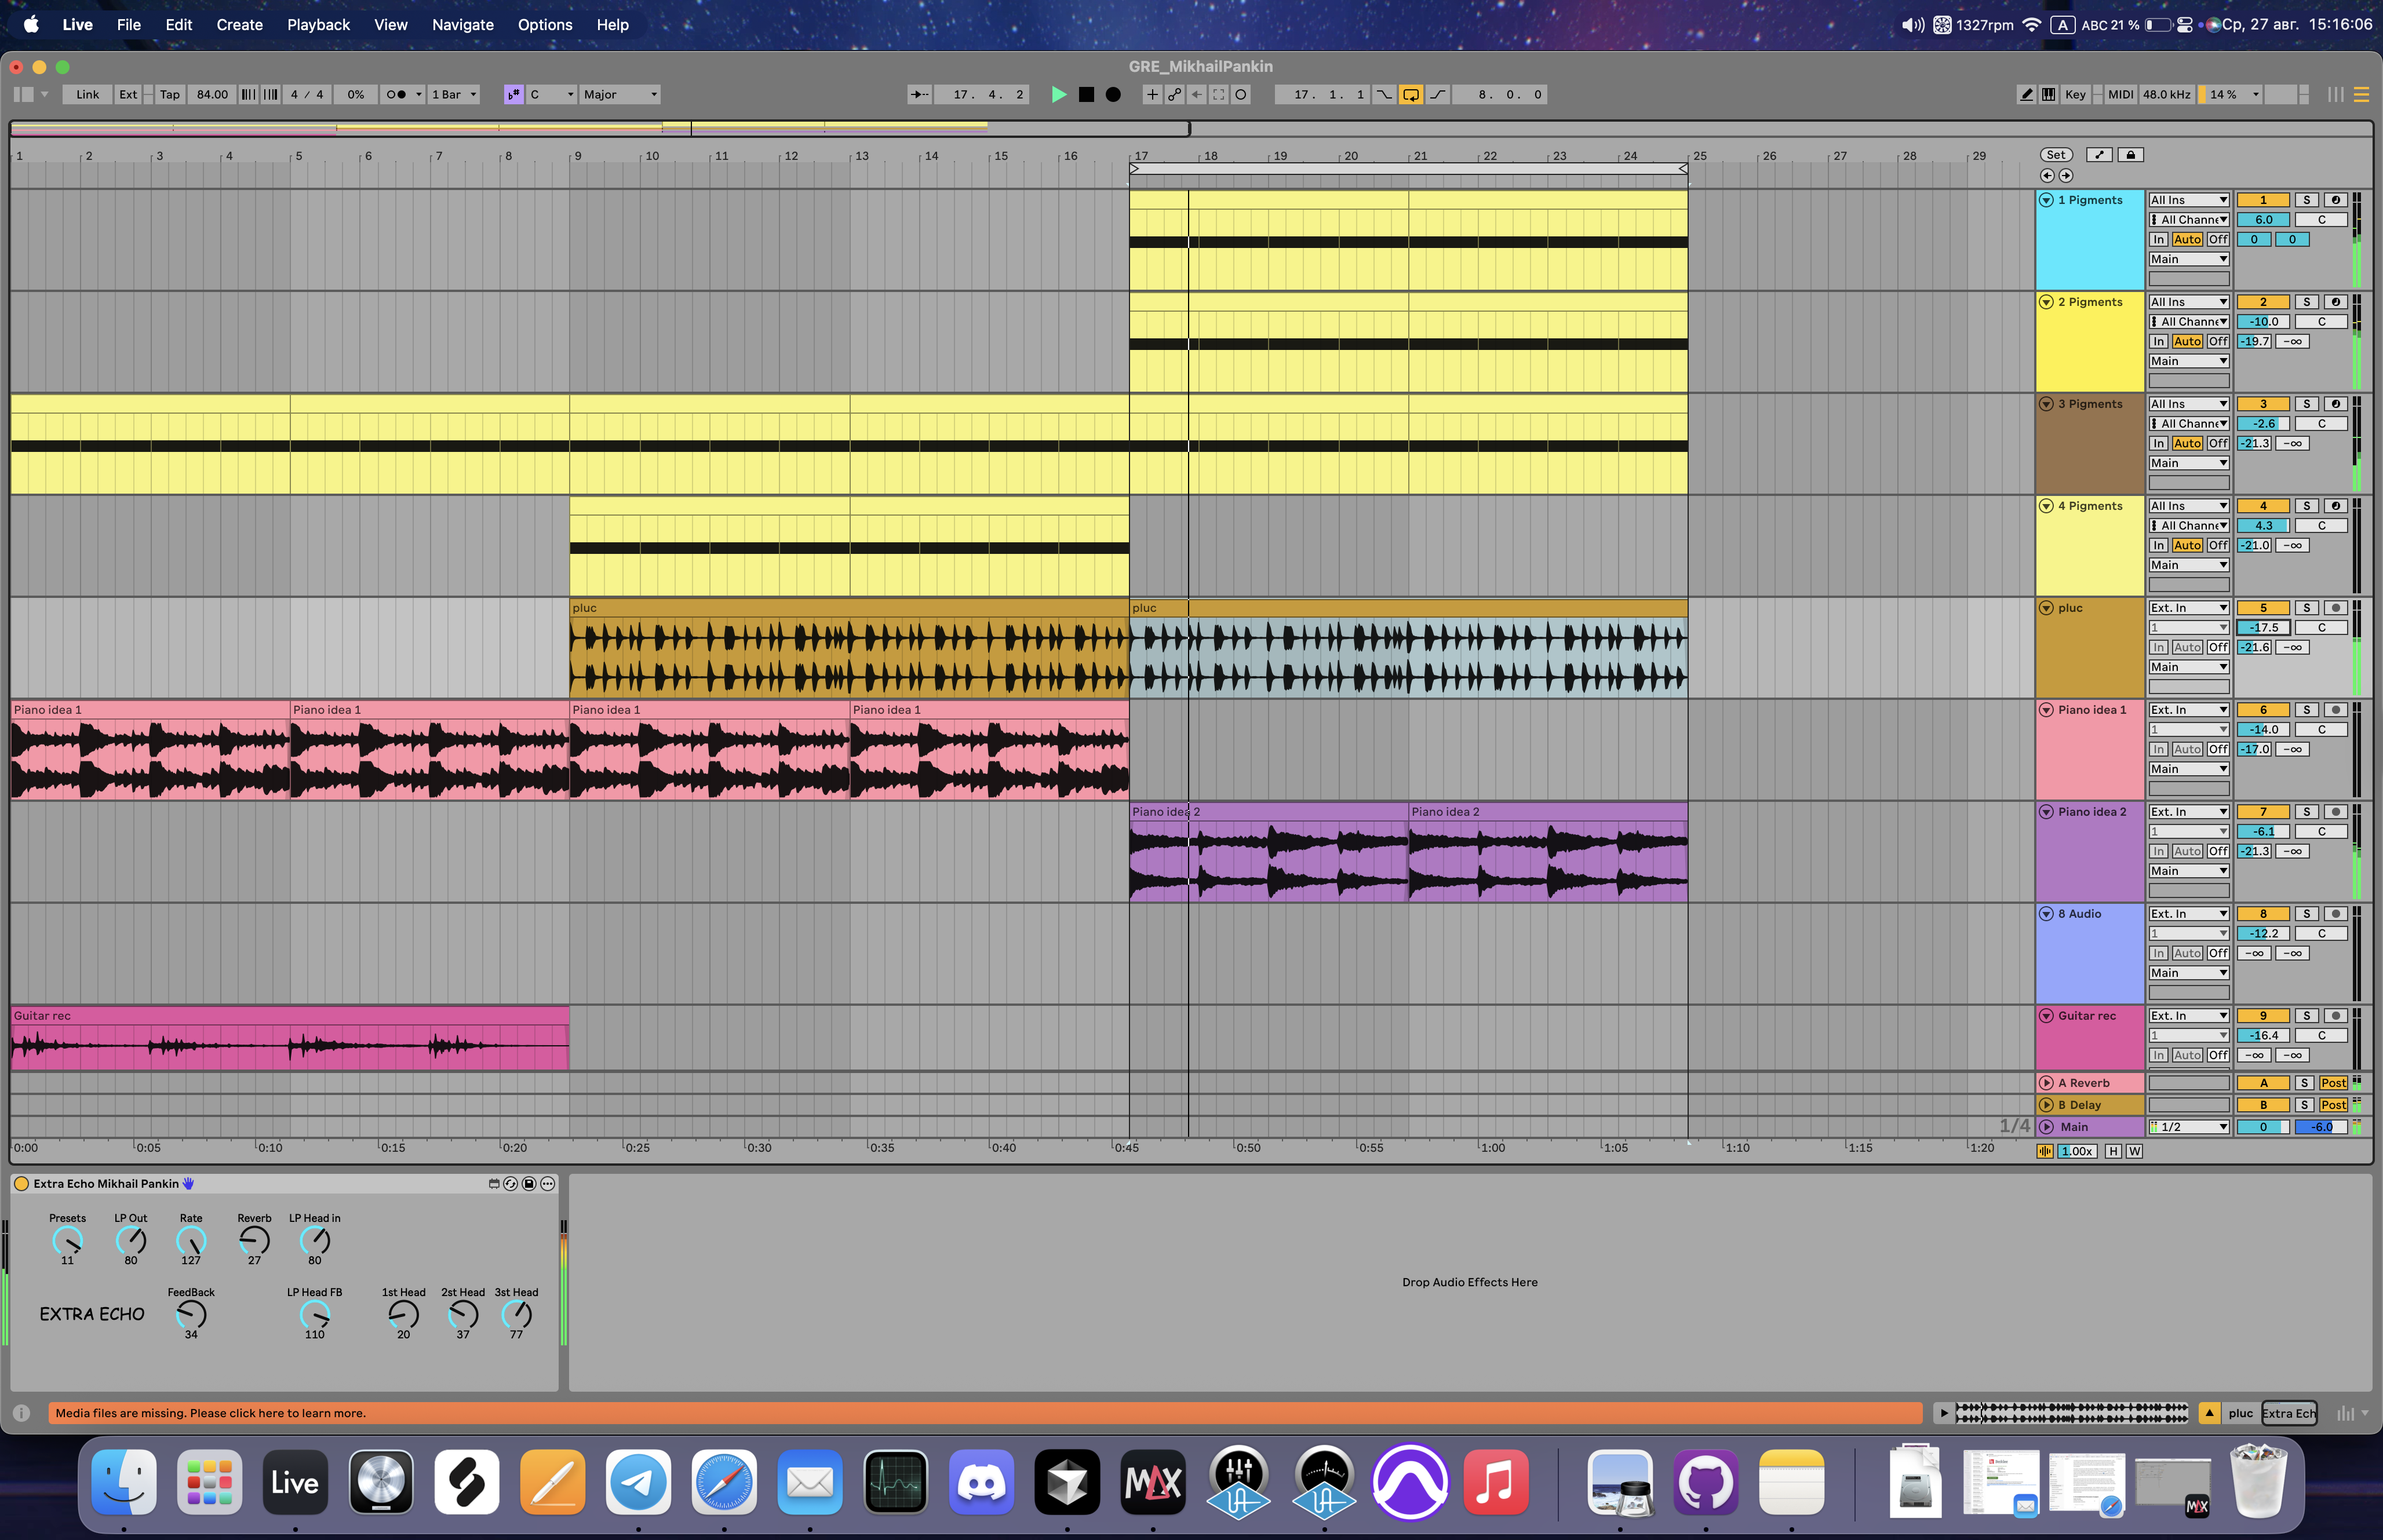 Live File Edit Create Playback View Navigate Options Help 1327rpm A ABC 21 % Ср, 27 авг. 15:16:06
GRE_MikhailPankin
Link Ext Tap 84.00 4 / 4 0% 1 Bar C Major 17. 4. 2 17. 1. 1 8. 0. 0 Key MIDI 48.0 kHz 14 %
1 2 3 4 5 6 7 8 9 10 11 12 13 14 15 16 17 18 19 20 21 22 23 24 25 26 27 28 29 Set
1 Pigments All Ins 1 S
All Channe 6.0 C
In Auto Off 0 0
Main
2 Pigments All Ins 2 S
All Channe -10.0 C
In Auto Off -19.7 -∞
Main
3 Pigments All Ins 3 S
All Channe -2.6 C
In Auto Off -21.3 -∞
Main
4 Pigments All Ins 4 S
All Channe 4.3 C
In Auto Off -21.0 -∞
Main
pluc pluc pluc Ext. In 5 S
1 -17.5 C
In Auto Off -21.6 -∞
Main
Piano idea 1 Piano idea 1 Piano idea 1 Piano idea 1 Piano idea 1 Ext. In 6 S
1 -14.0 C
In Auto Off -17.0 -∞
Main
Piano idea 2 Piano idea 2 Piano idea 2 Ext. In 7 S
1 -6.1 C
In Auto Off -21.3 -∞
Main
8 Audio Ext. In 8 S
1 -12.2 C
In Auto Off -∞ -∞
Main
Guitar rec Guitar rec Ext. In 9 S
1 -16.4 C
In Auto Off -∞ -∞
A Reverb A S Post
B Delay B S Post
1/4 Main 1/2 0 -6.0
0:00 0:05 0:10 0:15 0:20 0:25 0:30 0:35 0:40 0:45 0:50 0:55 1:00 1:05 1:10 1:15 1:20 1.00x H W
Extra Echo Mikhail Pankin
Presets LP Out Rate Reverb LP Head in
11 80 127 27 80
FeedBack LP Head FB 1st Head 2st Head 3st Head
EXTRA ECHO
34 110 20 37 77
Drop Audio Effects Here
Media files are missing. Please click here to learn more. pluc Extra Ech
Live MAX